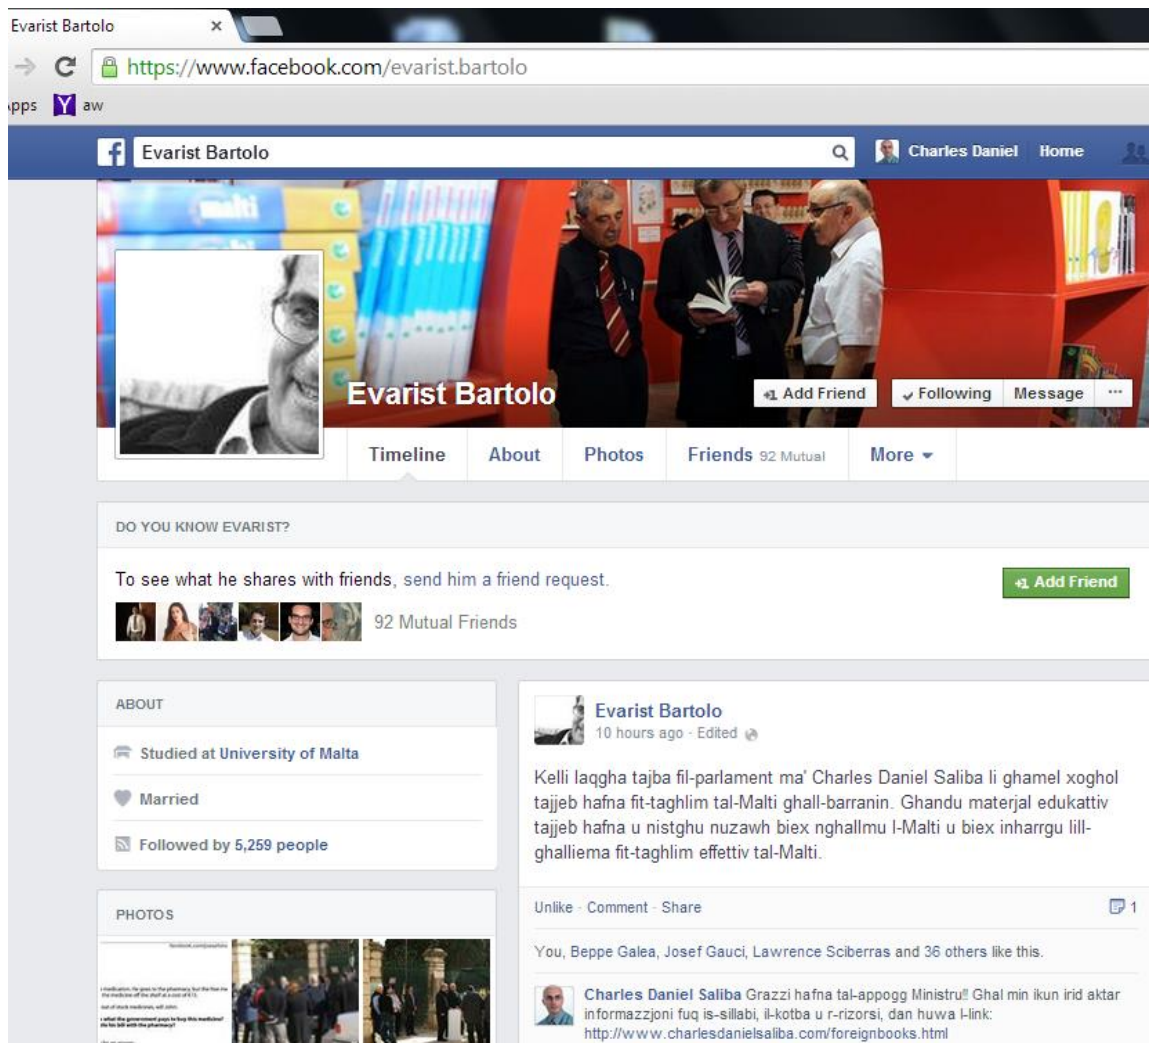 Evarist Bartolo
https://www.facebook.com/evarist.bartolo
Apps Y aw
f Evarist Bartolo Charles Daniel Home
malti
Evarist Bartolo +1 Add Friend Following Message ...
Timeline About Photos Friends 92 Mutual More
DO YOU KNOW EVARIST?
To see what he shares with friends, send him a friend request.
+1 Add Friend
92 Mutual Friends
ABOUT
Studied at University of Malta
Married
Followed by 5,259 people
PHOTOS
Evarist Bartolo
10 hours ago · Edited
Kelli laqgha tajba fil-parlament ma' Charles Daniel Saliba li ghamel xoghol
tajjeb hafna fit-taghlim tal-Malti ghall-barranin. Ghandu materjal edukattiv
tajjeb hafna u nistghu nuzawh biex nghallmu l-Malti u biex inharrgu lill-
ghalliema fit-taghlim effettiv tal-Malti.
Unlike · Comment · Share 1
You, Beppe Galea, Josef Gauci, Lawrence Sciberras and 36 others like this.
Charles Daniel Saliba Grazzi hafna tal-appogg Ministru!! Ghal min ikun irid aktar
informazzjoni fuq is-sillabi, il-kotba u r-rizorsi, dan huwa l-link:
http://www.charlesdanielsaliba.com/foreignbooks.html